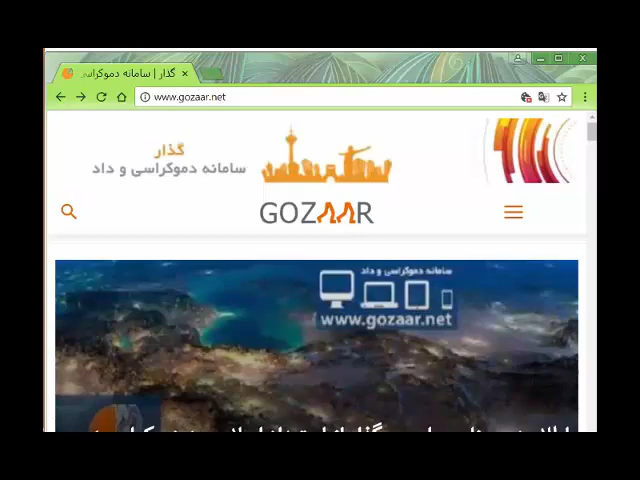 گذار | سامانه دموکراسی
www.gozaar.net
گذار
سامانه دموکراسی و داد
GOZAAR
سامانه دموکراسی و داد
www.gozaar.net